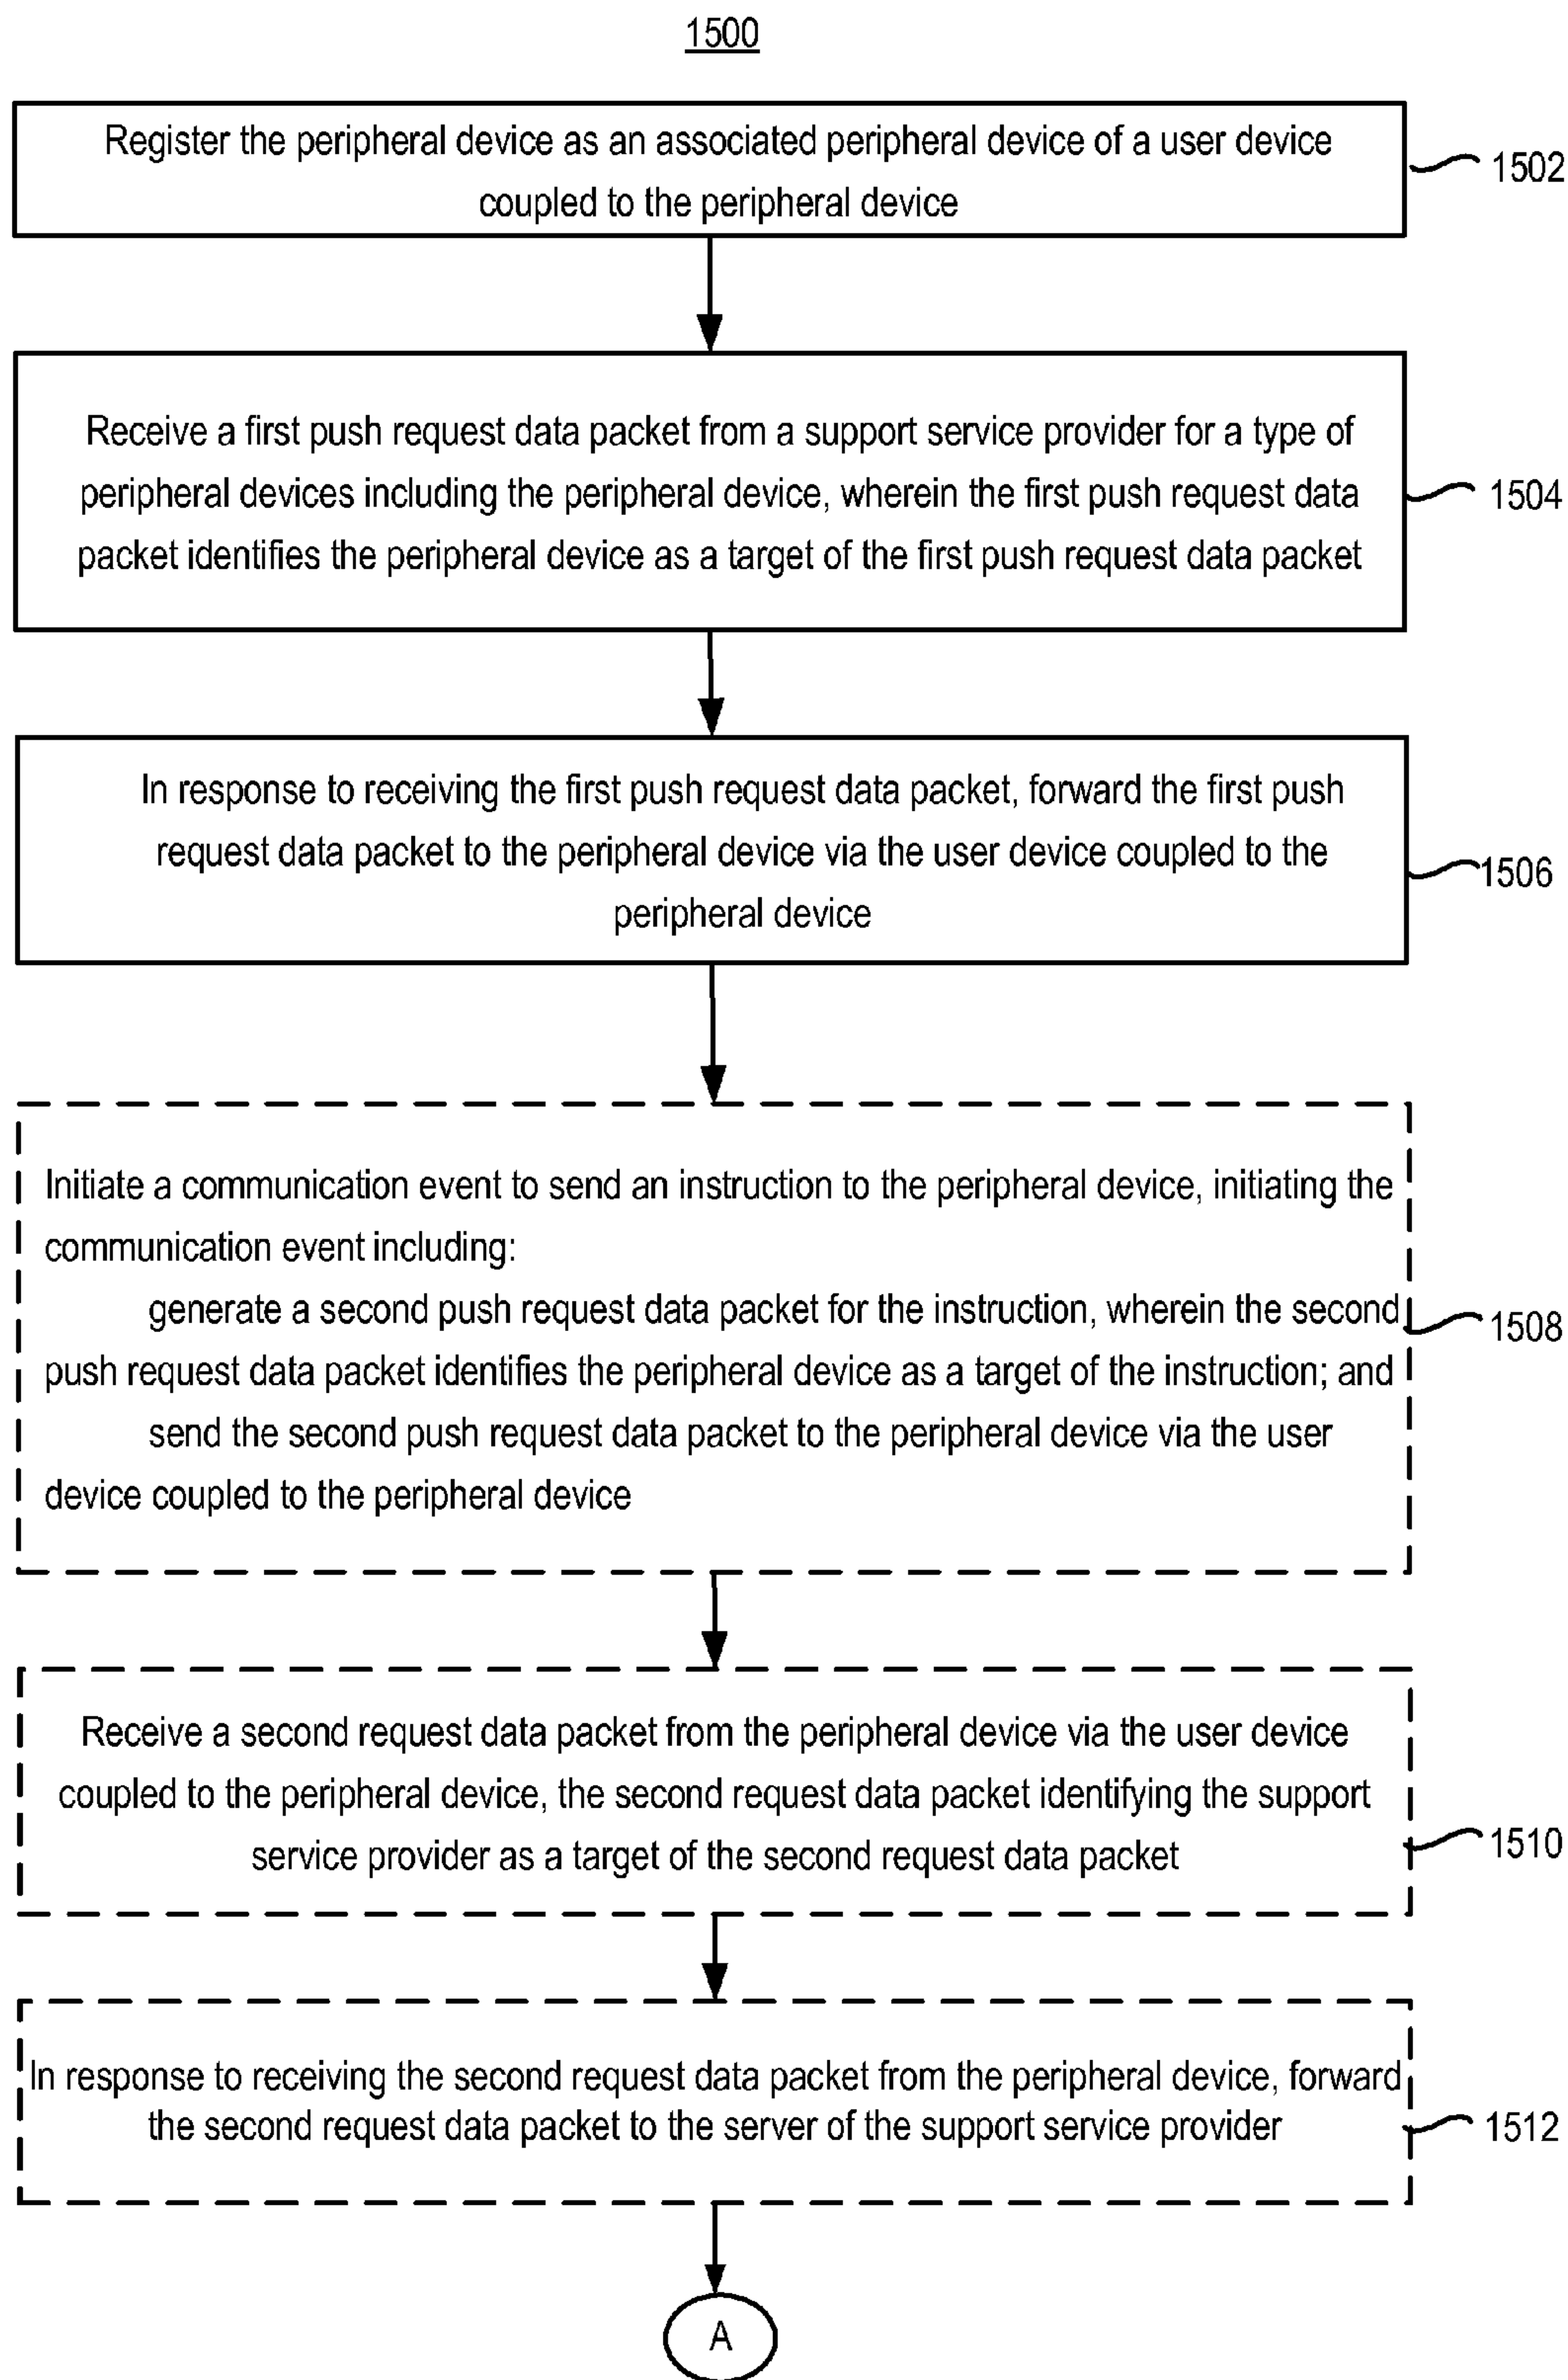 1500
Register the peripheral device as an associated peripheral device of a user device
coupled to the peripheral device
1502
Receive a first push request data packet from a support service provider for a type of
peripheral devices including the peripheral device, wherein the first push request data
packet identifies the peripheral device as a target of the first push request data packet
1504
In response to receiving the first push request data packet, forward the first push
request data packet to the peripheral device via the user device coupled to the
peripheral device
1506
Initiate a communication event to send an instruction to the peripheral device, initiating the
communication event including:
generate a second push request data packet for the instruction, wherein the second
push request data packet identifies the peripheral device as a target of the instruction; and
send the second push request data packet to the peripheral device via the user
device coupled to the peripheral device
1508
Receive a second request data packet from the peripheral device via the user device
coupled to the peripheral device, the second request data packet identifying the support
service provider as a target of the second request data packet
1510
In response to receiving the second request data packet from the peripheral device, forward
the second request data packet to the server of the support service provider
1512
A